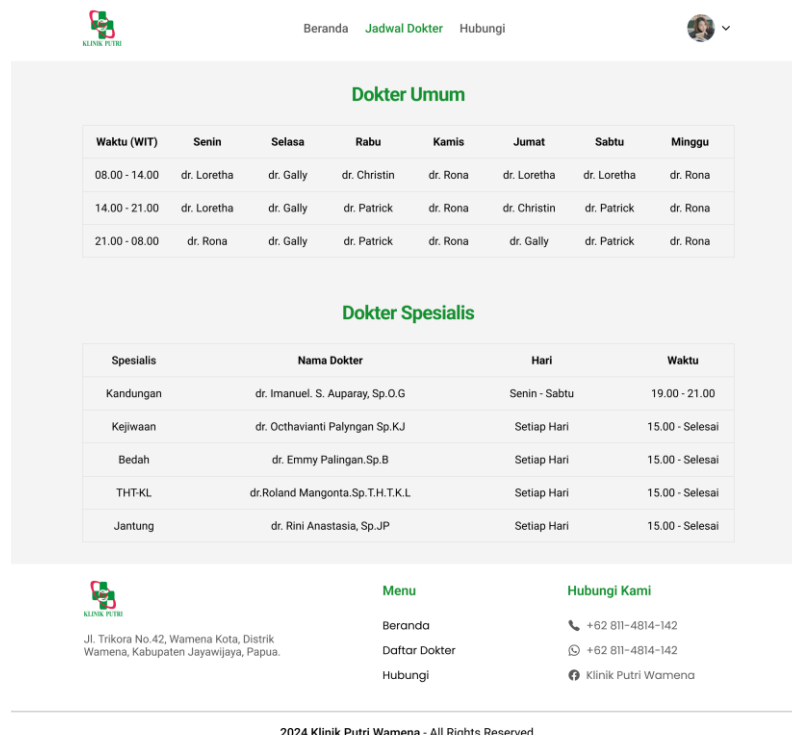 KLINIK PUTRI
Beranda Jadwal Dokter Hubungi
Dokter Umum
Waktu (WIT) Senin Selasa Rabu Kamis Jumat Sabtu Minggu
08.00 - 14.00 dr. Loretha dr. Gally dr. Christin dr. Rona dr. Loretha dr. Loretha dr. Rona
14.00 - 21.00 dr. Loretha dr. Gally dr. Patrick dr. Rona dr. Christin dr. Patrick dr. Rona
21.00 - 08.00 dr. Rona dr. Gally dr. Patrick dr. Rona dr. Gally dr. Patrick dr. Rona
Dokter Spesialis
Spesialis Nama Dokter Hari Waktu
Kandungan dr. Imanuel. S. Auparay, Sp.O.G Senin - Sabtu 19.00 - 21.00
Kejiwaan dr. Octhavianti Palyngan Sp.KJ Setiap Hari 15.00 - Selesai
Bedah dr. Emmy Palingan.Sp.B Setiap Hari 15.00 - Selesai
THT-KL dr.Roland Mangonta.Sp.T.H.T.K.L Setiap Hari 15.00 - Selesai
Jantung dr. Rini Anastasia, Sp.JP Setiap Hari 15.00 - Selesai
KLINIK PUTRI
Jl. Trikora No.42, Wamena Kota, Distrik
Wamena, Kabupaten Jayawijaya, Papua.
Menu
Beranda
Daftar Dokter
Hubungi
Hubungi Kami
+62 811-4814-142
+62 811-4814-142
Klinik Putri Wamena
2024 Klinik Putri Wamena - All Rights Reserved